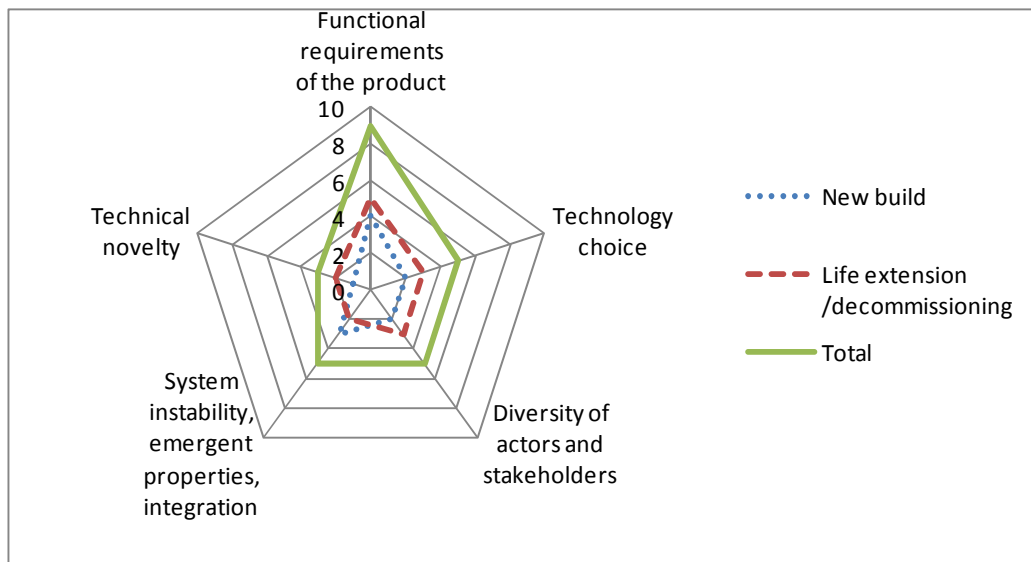 Functional
requirements
of the product
10
8
6
4
2
0
Technical
novelty
Technology
choice
System
instability,
emergent
properties,
integration
Diversity of
actors and
stakeholders
New build
Life extension
/decommissioning
Total